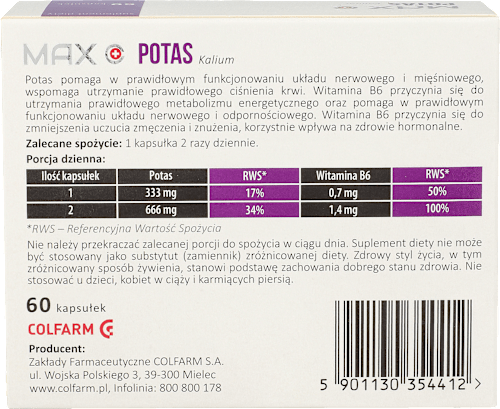 MAX POTAS Kalium
Potas pomaga w prawidłowym funkcjonowaniu układu nerwowego i mięśniowego,
wspomaga utrzymanie prawidłowego ciśnienia krwi. Witamina B6 przyczynia się do
utrzymania prawidłowego metabolizmu energetycznego oraz pomaga w prawidłowym
funkcjonowaniu układu nerwowego i odpornościowego. Witamina B6 przyczynia się do
zmniejszenia uczucia zmęczenia i znużenia, korzystnie wpływa na zdrowie hormonalne.
Zalecane spożycie: 1 kapsułka 2 razy dziennie.
Porcja dzienna:
Ilość kapsułek Potas RWS* Witamina B6 RWS*
1 333 mg 17% 0,7 mg 50%
2 666 mg 34% 1,4 mg 100%
*RWS – Referencyjna Wartość Spożycia
Nie należy przekraczać zalecanej porcji do spożycia w ciągu dnia. Suplement diety nie może
być stosowany jako substytut (zamiennik) zróżnicowanej diety. Zdrowy styl życia, w tym
zróżnicowany sposób żywienia, stanowi podstawę zachowania dobrego stanu zdrowia. Nie
stosować u dzieci, kobiet w ciąży i karmiących piersią.
60 kapsułek
COLFARM
Producent:
Zakłady Farmaceutyczne COLFARM S.A.
ul. Wojska Polskiego 3, 39-300 Mielec
www.colfarm.pl, Infolinia: 800 800 178
5 901130 354412 >